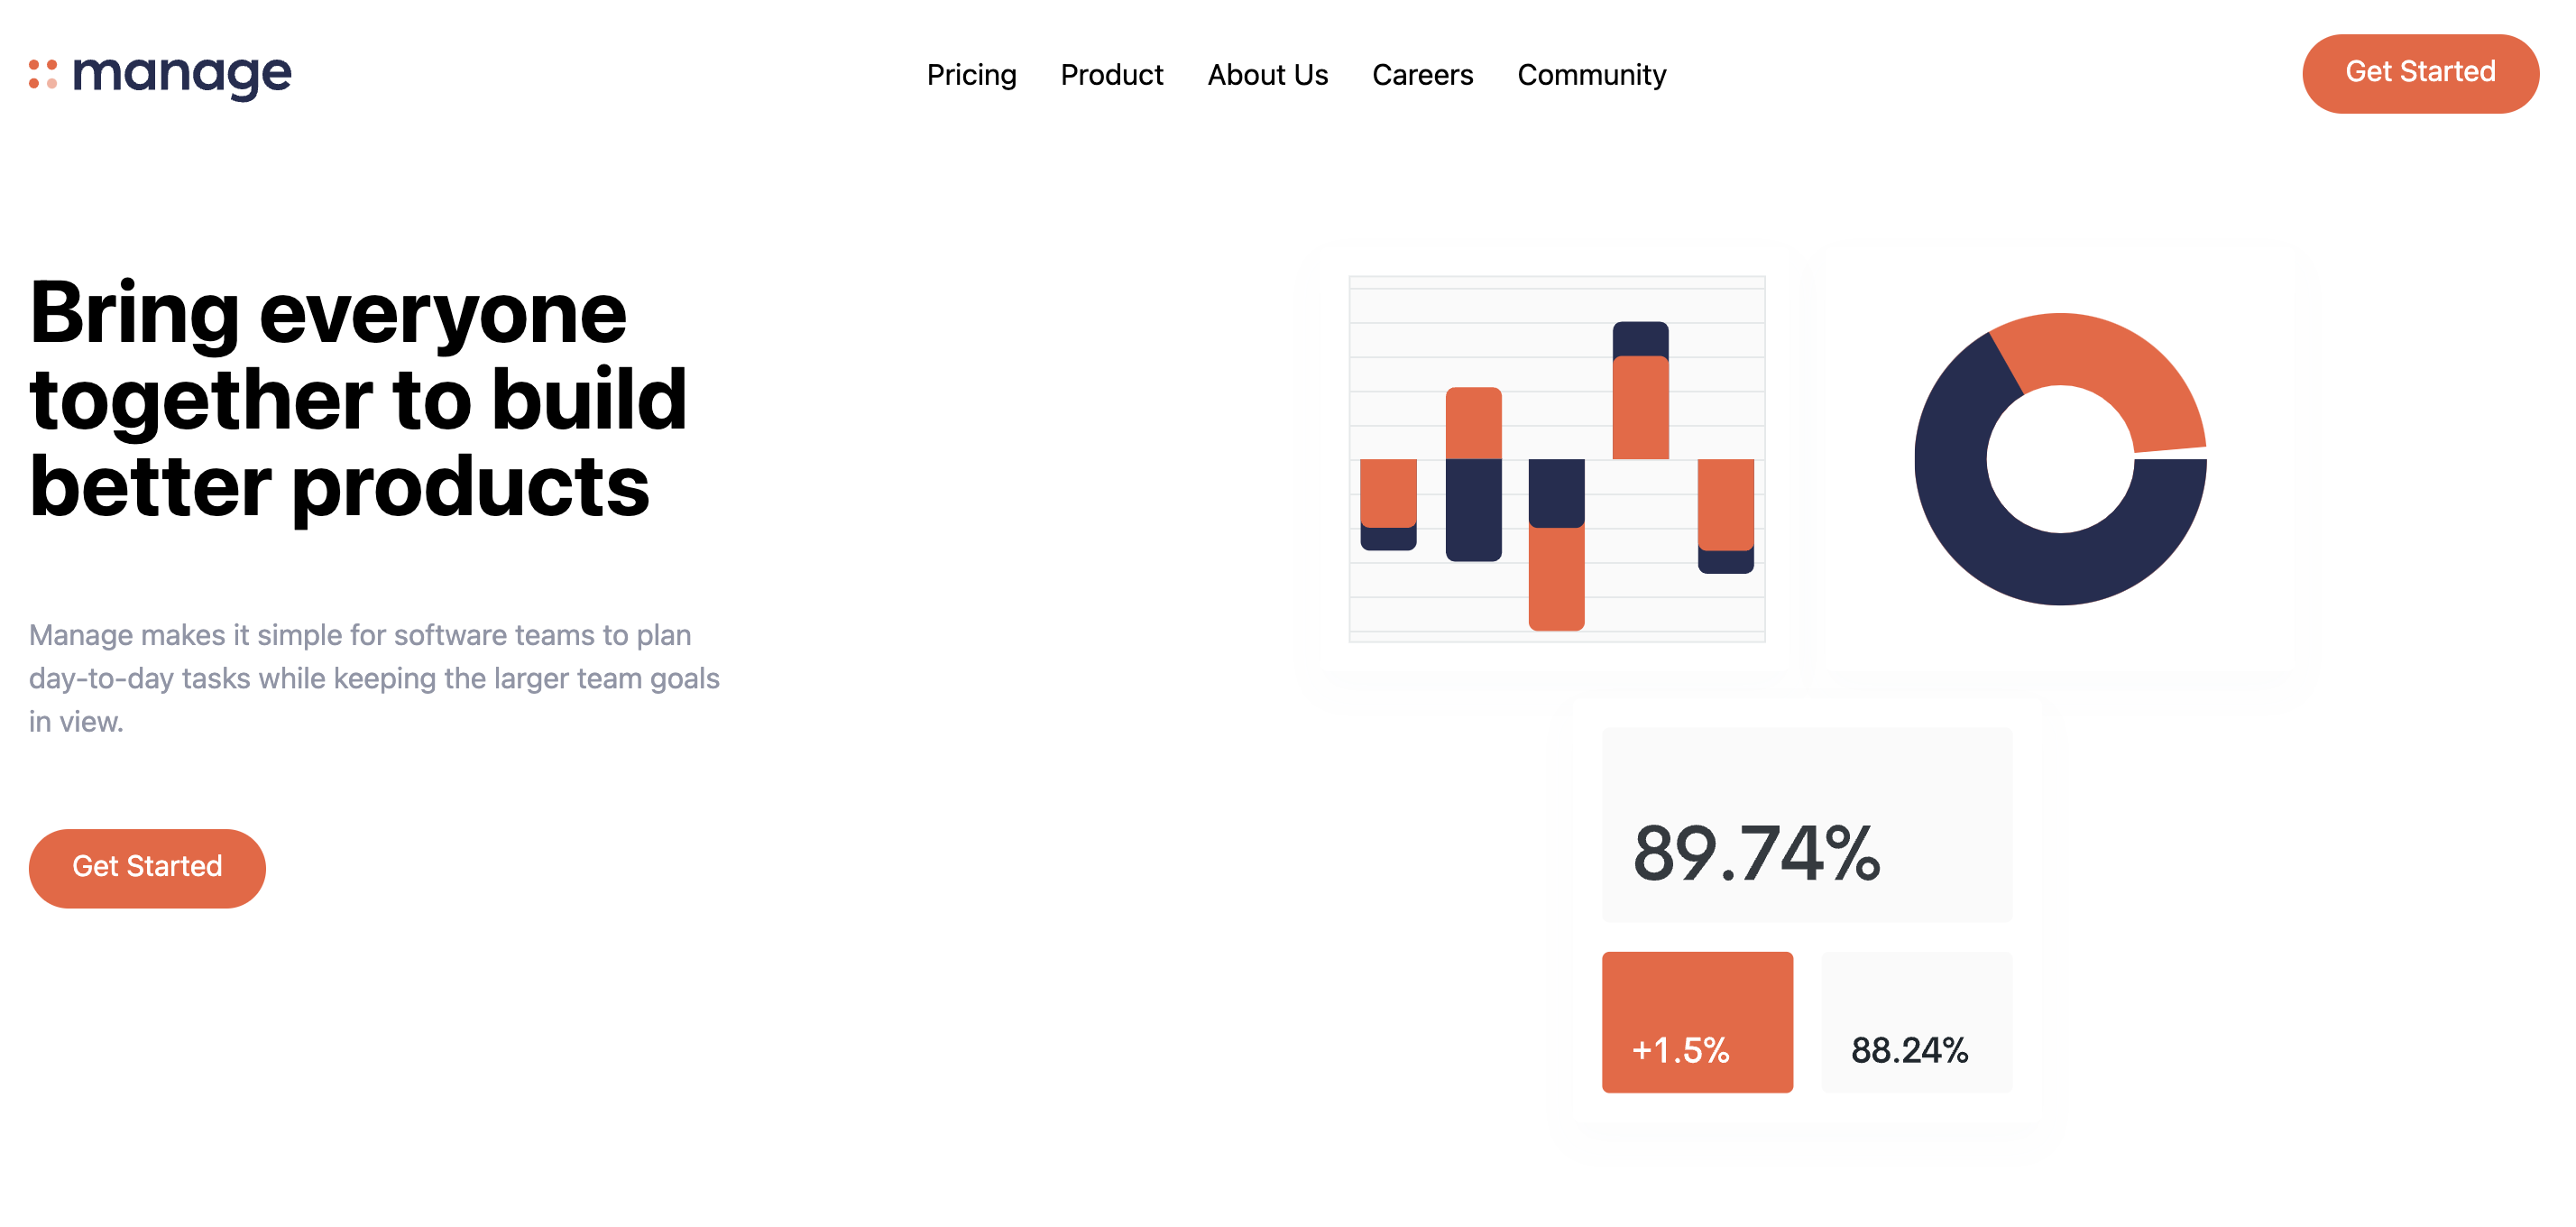 manage
Pricing
Product
About Us
Careers
Community
Get Started
Bring everyone
together to build
better products
Manage makes it simple for software teams to plan
day-to-day tasks while keeping the larger team goals
in view.
Get Started
89.74%
+1.5%
88.24%